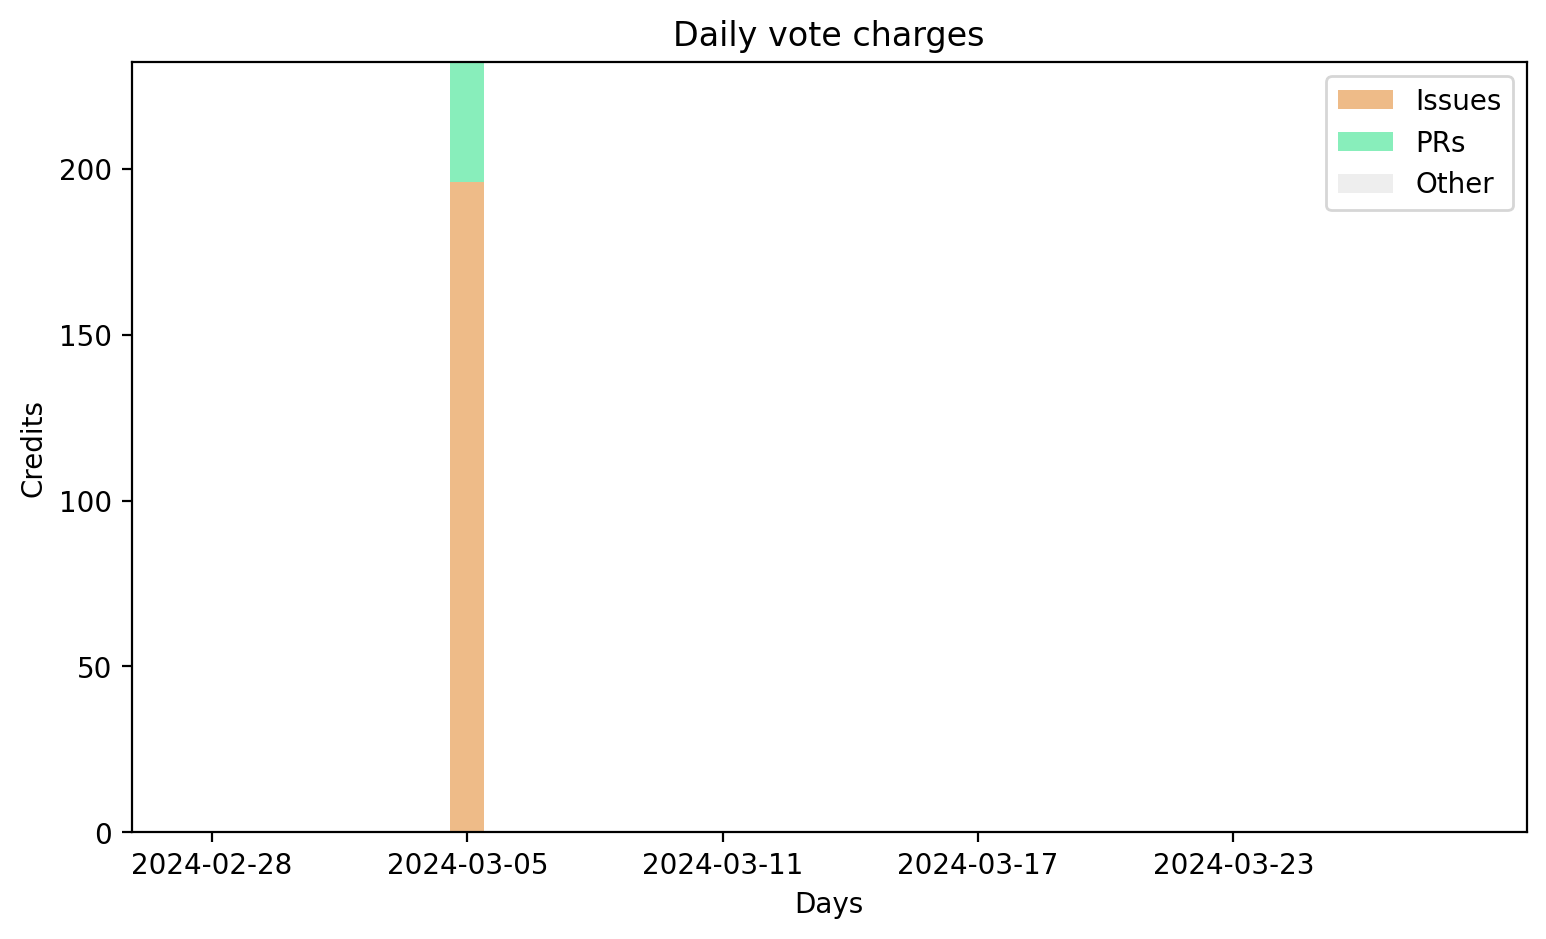 Daily vote charges
Issues
PRs
Other
200
150
100
50
0
Credits
2024-02-28
2024-03-05
2024-03-11
2024-03-17
2024-03-23
Days